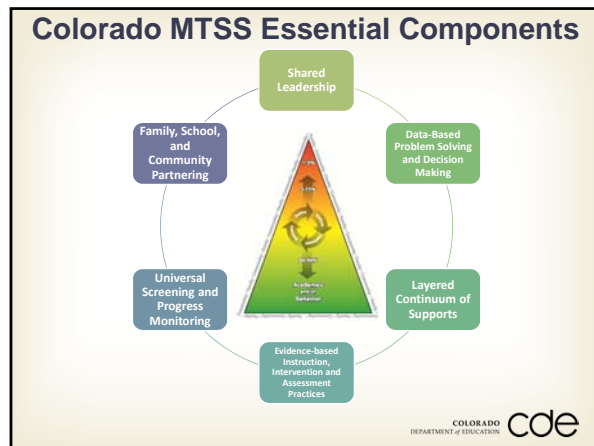 Colorado MTSS Essential Components
Shared
Leadership
Data-Based
Problem Solving
and Decision
Making
Layered
Continuum of
Supports
Evidence-based
Instruction,
Intervention and
Assessment
Practices
Universal
Screening and
Progress
Monitoring
Family, School,
and
Community
Partnering
Academics
Behavior
COLORADO
DEPARTMENT of EDUCATION
cde